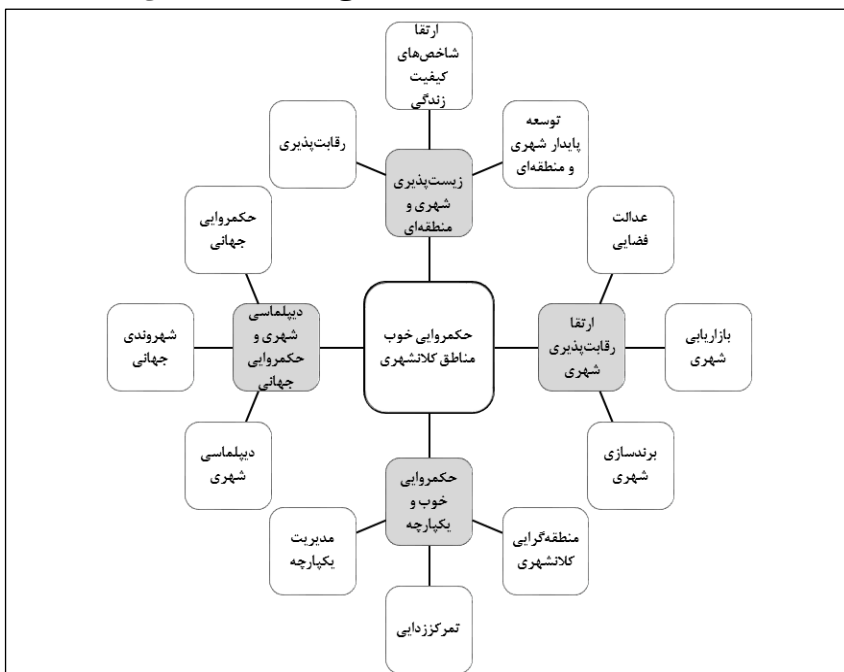 ارتقا
شاخص‌های
کیفیت
زندگی
توسعه
پایدار شهری
و منطقه‌ای
رقابت‌پذیری
زیست‌پذیری
شهری و
منطقه‌ای
عدالت
فضایی
حکمروایی
جهانی
ارتقا
رقابت‌پذیری
شهری
بازاریابی
شهری
حکمروایی خوب
مناطق کلانشهری
دیپلماسی
شهری و
حکمروایی
جهانی
شهروندی
جهانی
برندسازی
شهری
دیپلماسی
شهری
حکمروایی
خوب و
یکپارچه
منطقه‌گرایی
کلانشهری
مدیریت
یکپارچه
تمرکززدایی